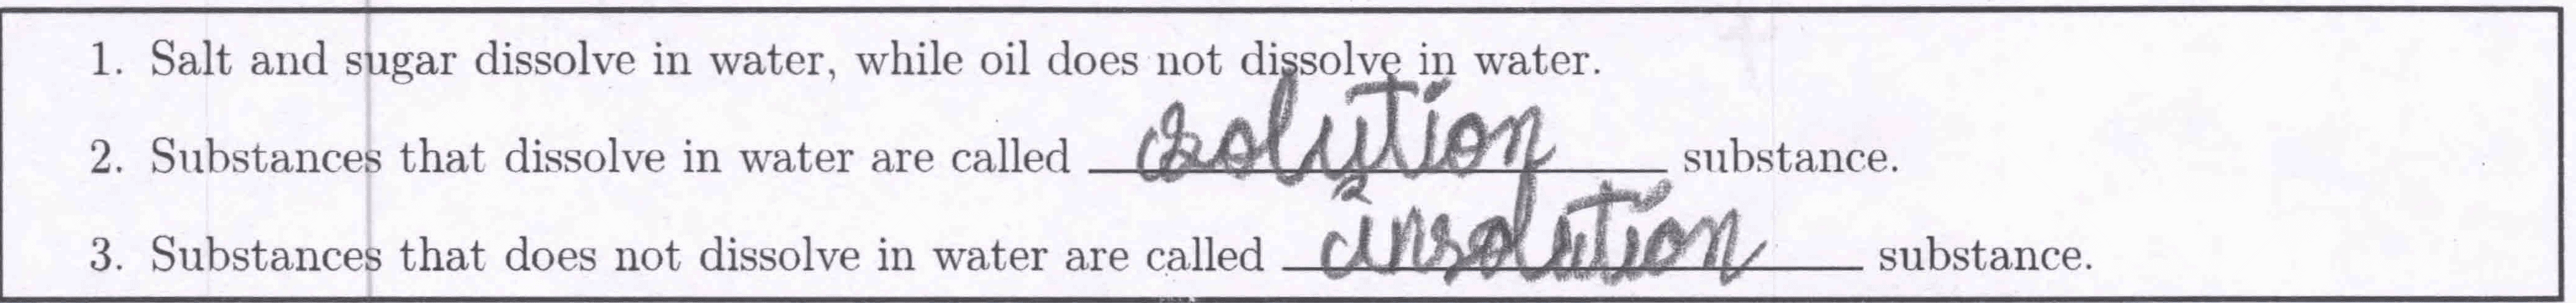 1. Salt and sugar dissolve in water, while oil does not dissolve in water.
2. Substances that dissolve in water are called solution substance.
3. Substances that does not dissolve in water are called insolution substance.